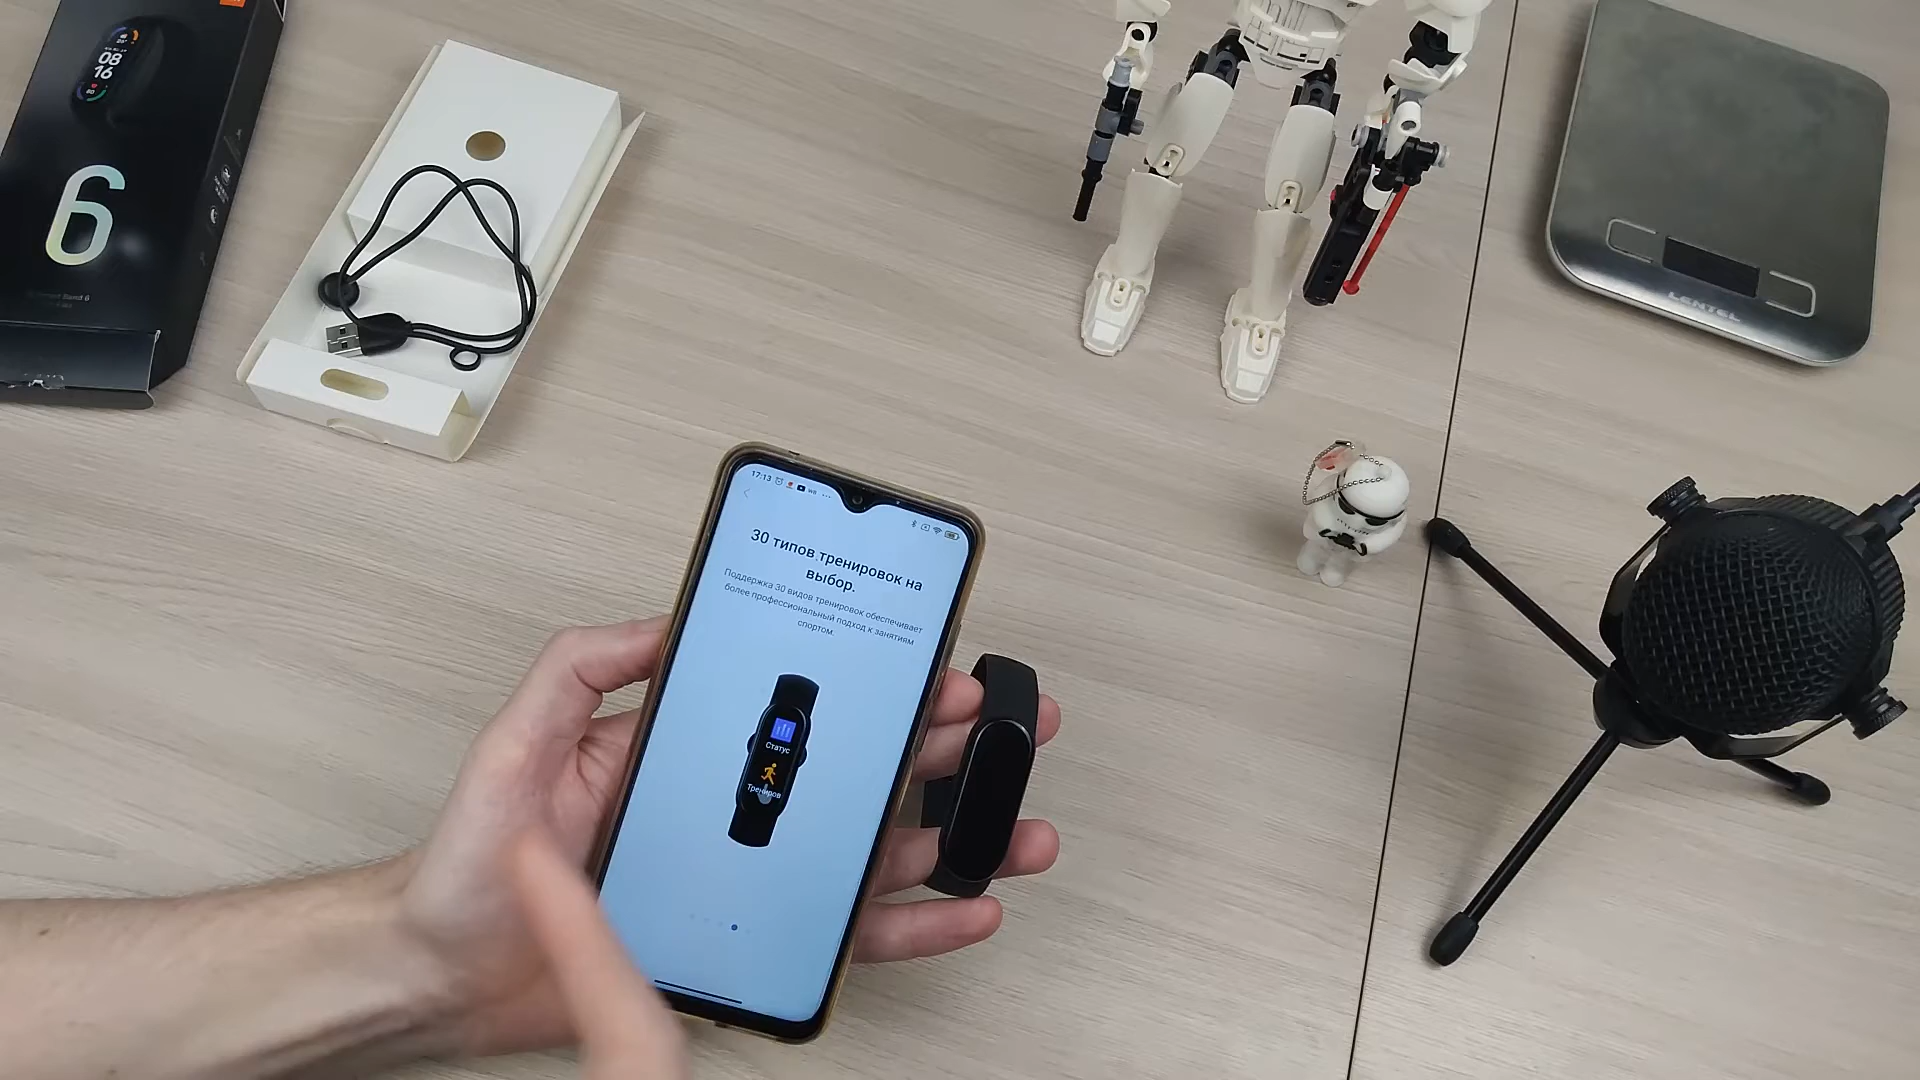 08
16
6
LENTEL
17:13
30 типов тренировок на
выбор.
Поддержка 30 видов тренировок обеспечивает
более профессиональный подход к занятиям
спортом.
Статус
Трениров